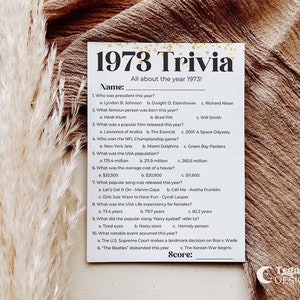 1973 Trivia
All about the year 1973!
Name:
1. Who was president this year?
a. Lyndon B. Johnson b. Dwight D. Eisenhower c. Richard Nixon
2. What famous person was born this year?
a. Heidi Klum b. Brad Pitt c. Will Smith
3. What was a popular film released this year?
a. Lawrence of Arabia b. The Exorcist c. 2001: A Space Odyssey
4. Who won the NFL Championship game?
a. New York Jets b. Miami Dolphins c. Green Bay Packers
5. What was the USA population?
a. 175.4 million b. 211.9 million c. 260.5 million
6. What was the average cost of a house?
a. $32,500 b. $20,900 c. $11,800
7. What popular song was released this year?
a. Let's Get It On - Marvin Gaye b. Call Me - Aretha Franklin
c. Girls Just Want to Have Fun - Cyndi Lauper
8. What was the USA Life expectancy for females?
a. 73.4 years b. 79.7 years c. 82.2 years
9. What did the popular slang "Hairy eyeball" refer to?
a. Tired eyes b. Nasty stare c. Homely person
10. What notable event occurred this year?
a. The U.S. Supreme Court makes a landmark decision on Roe v. Wade
b. "The Beatles" disbanded this year c. The Korean War begins
Score: